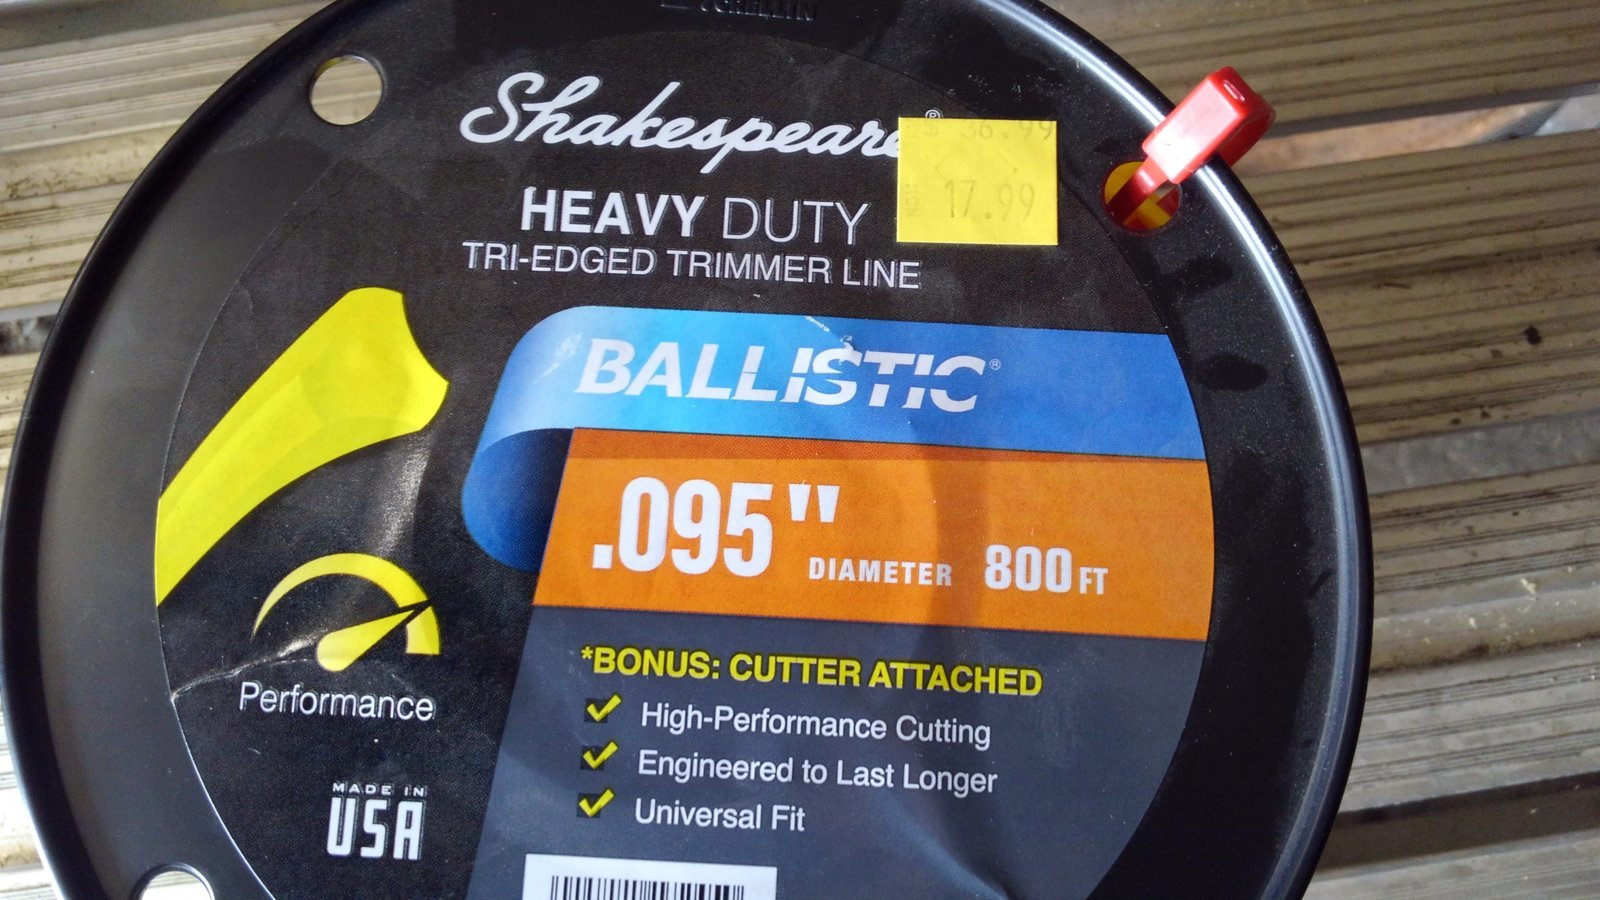 Shakespeare®
$ 36.99
NOW 17.99
HEAVY DUTY
TRI-EDGED TRIMMER LINE
BALLISTIC®
.095" DIAMETER 800 FT
*BONUS: CUTTER ATTACHED
High-Performance Cutting
Engineered to Last Longer
Universal Fit
Performance
MADE IN
USA